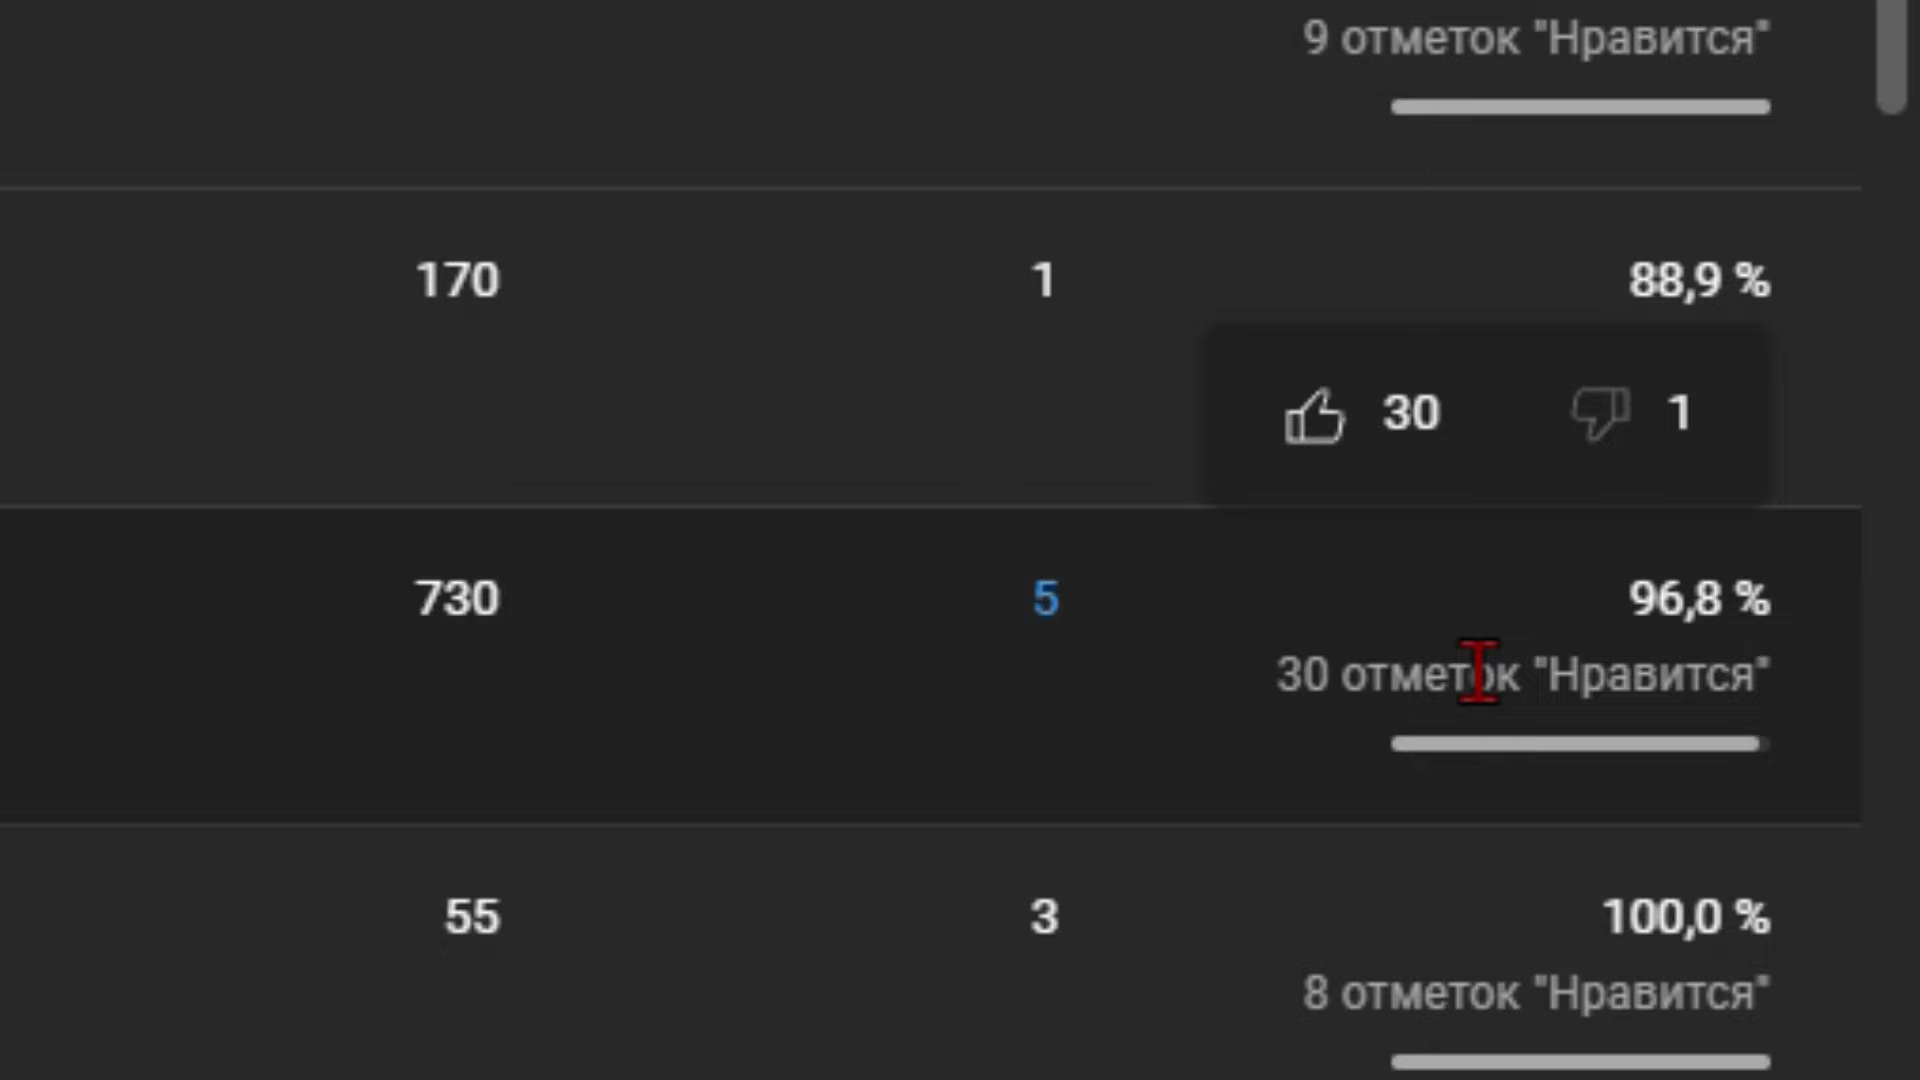 9 отметок "Нравится"
170 1 88,9 %
30 1
730 5 96,8 %
30 отметок "Нравится"
55 3 100,0 %
8 отметок "Нравится"